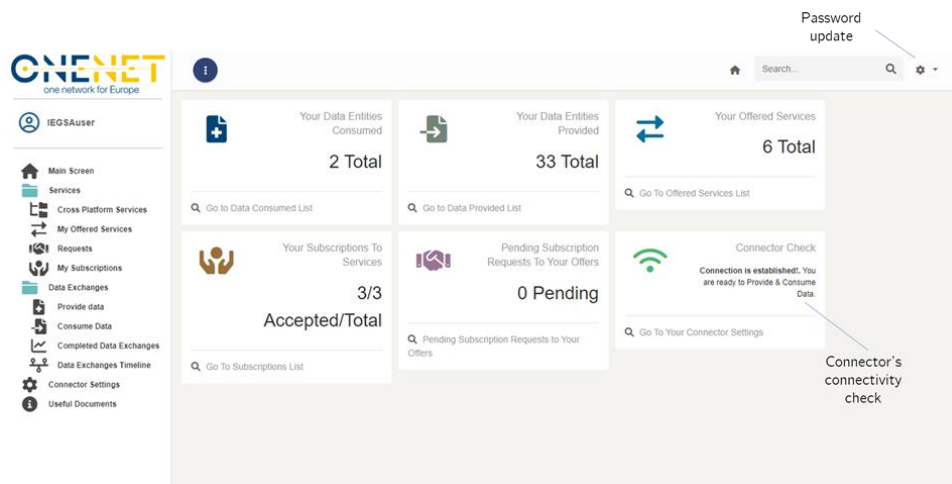 Password
update
ONENET
one network for Europe
Search...
IEGSAuser
Main Screen
Services
Cross Platform Services
My Offered Services
Requests
My Subscriptions
Data Exchanges
Provide data
Consume Data
Completed Data Exchanges
Data Exchanges Timeline
Connector Settings
Useful Documents
Your Data Entities
Consumed
2 Total
Go to Data Consumed List
Your Data Entities
Provided
33 Total
Go to Data Provided List
Your Offered Services
6 Total
Go To Offered Services List
Your Subscriptions To
Services
3/3
Accepted/Total
Go To Subscriptions List
Pending Subscription
Requests To Your Offers
0 Pending
Pending Subscription Requests to Your
Offers
Connector Check
Connection is established!. You
are ready to Provide & Consume
Data.
Go To Your Connector Settings
Connector's
connectivity
check